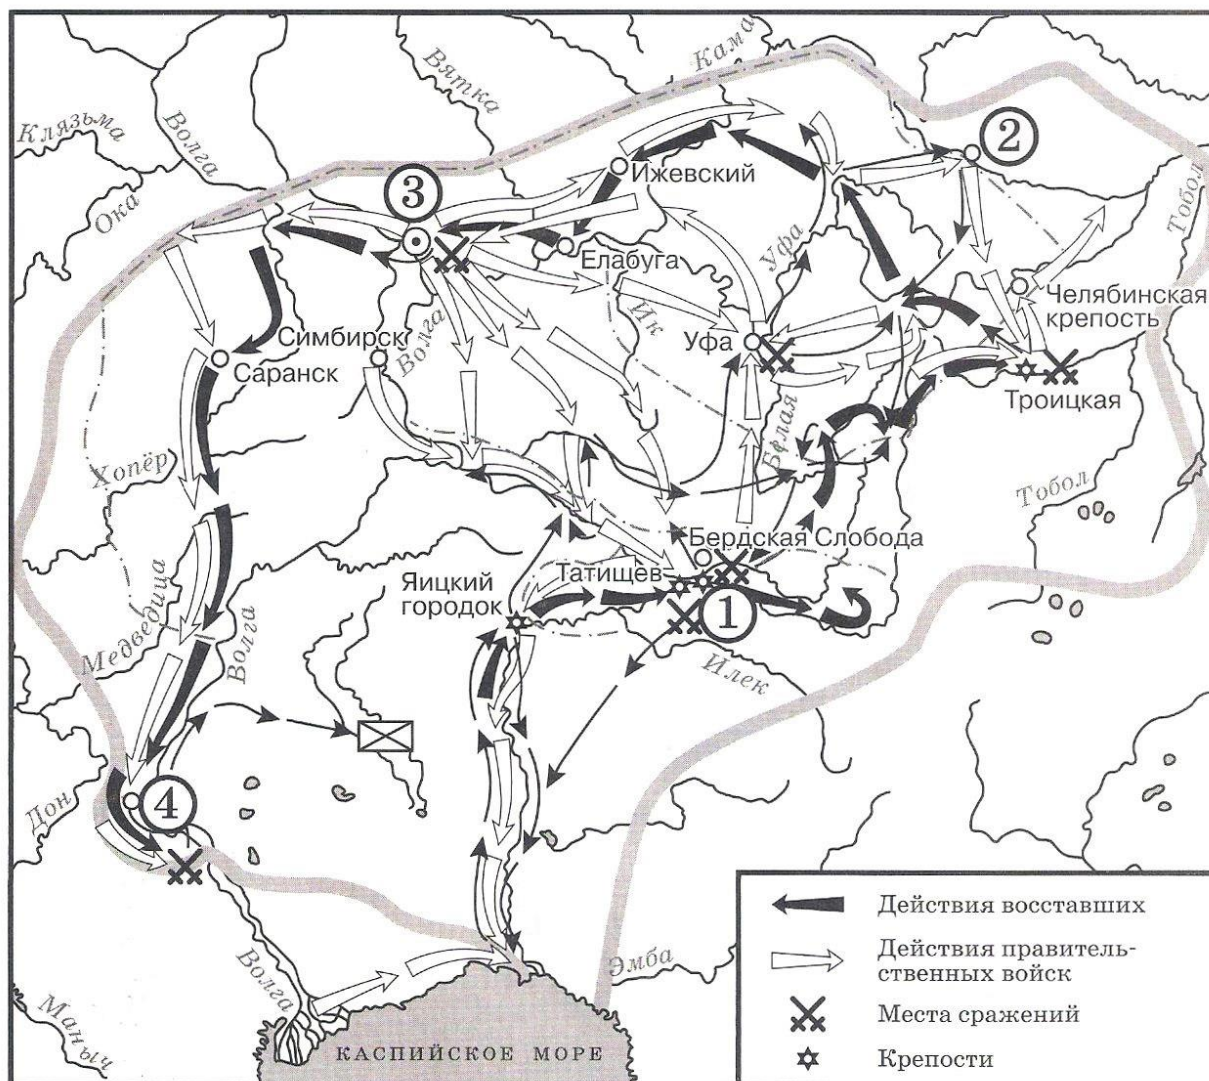 Кама
Вятка
Волга
Клязьма
Ока
2
3
Ижевский
Тобол
Уфа
Елабуга
Ик
Челябинская
крепость
Волга
Симбирск
Уфа
Саранск
Троицкая
Белая
Хопёр
Тобол
Бердская Слобода
Татищев
Яицкий
городок
1
Медведица
Волга
Илек
Дон
4
Действия восставших
Действия правитель-
ственных войск
Эмба
Волга
Места сражений
Маныч
КАСПИЙСКОЕ МОРЕ
Крепости